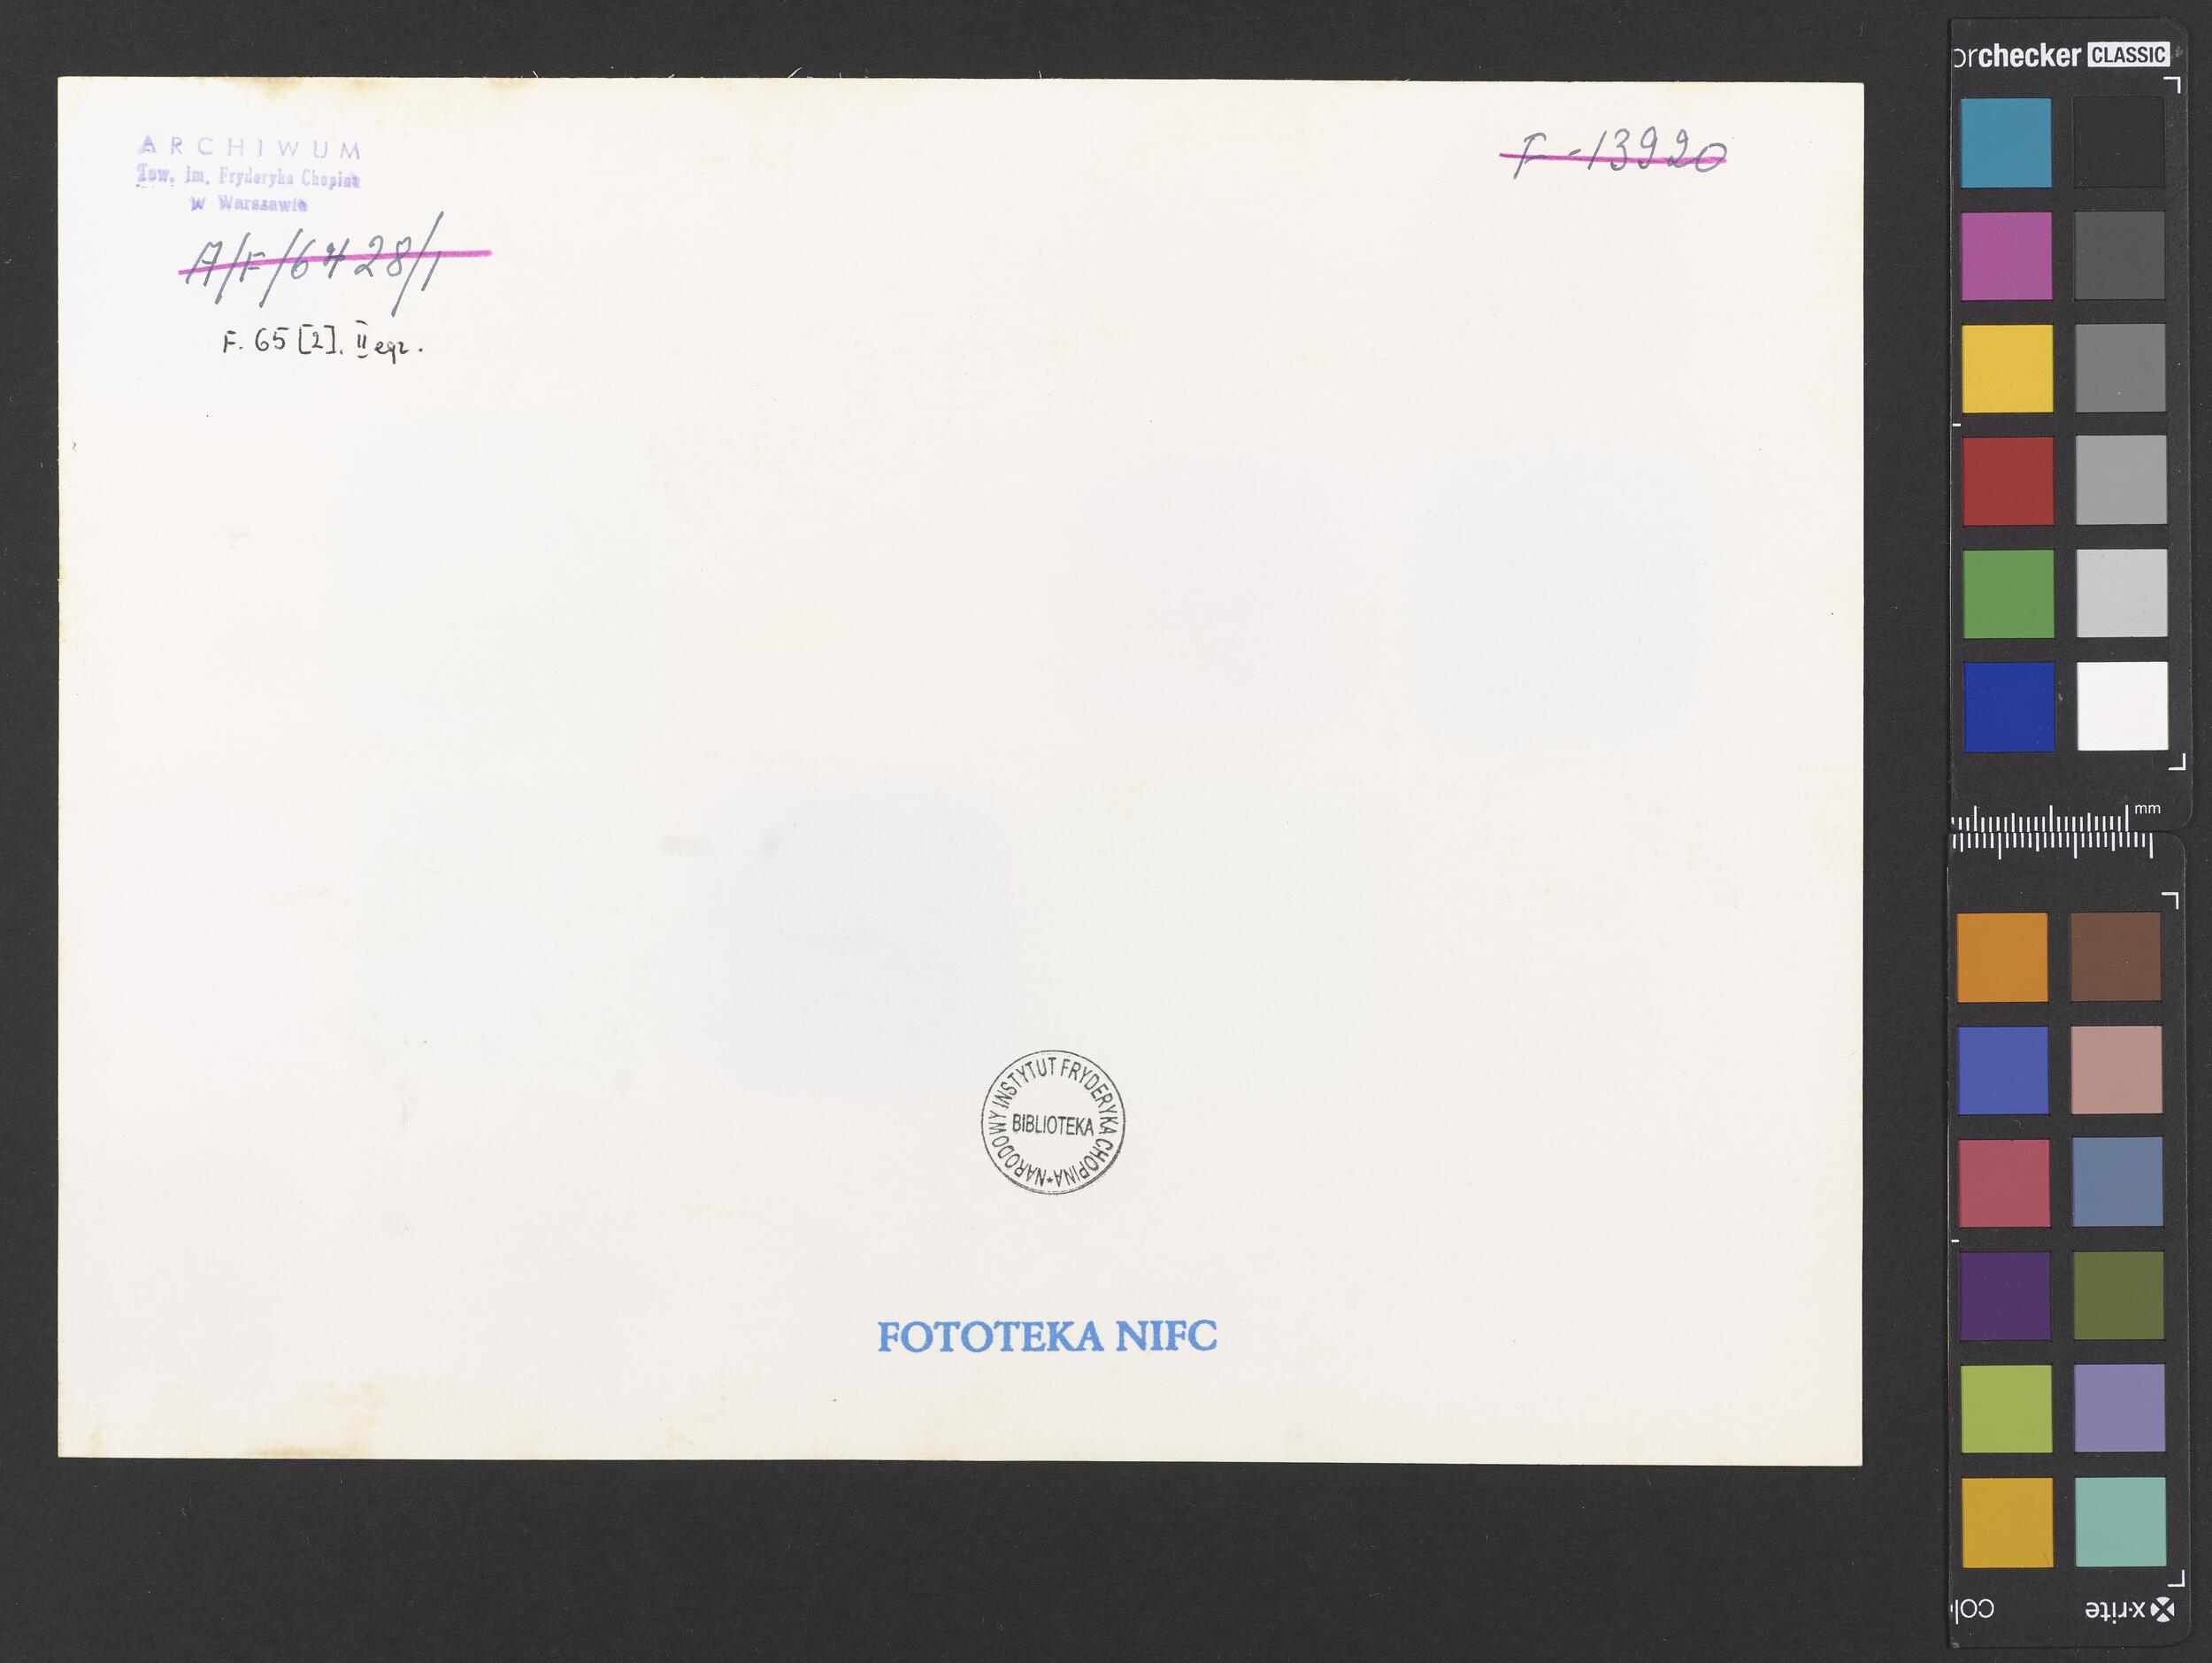 ARCHIWUM
Tow. im. Fryderyka Chopina
w Warszawie
F-13920
A/F/6428/1
F. 65 [2]. II egz.
NARODOWY INSTYTUT FRYDERYKA CHOPINA
BIBLIOTEKA
FOTOTEKA NIFC
orchecker CLASSIC
mm
x-rite
col